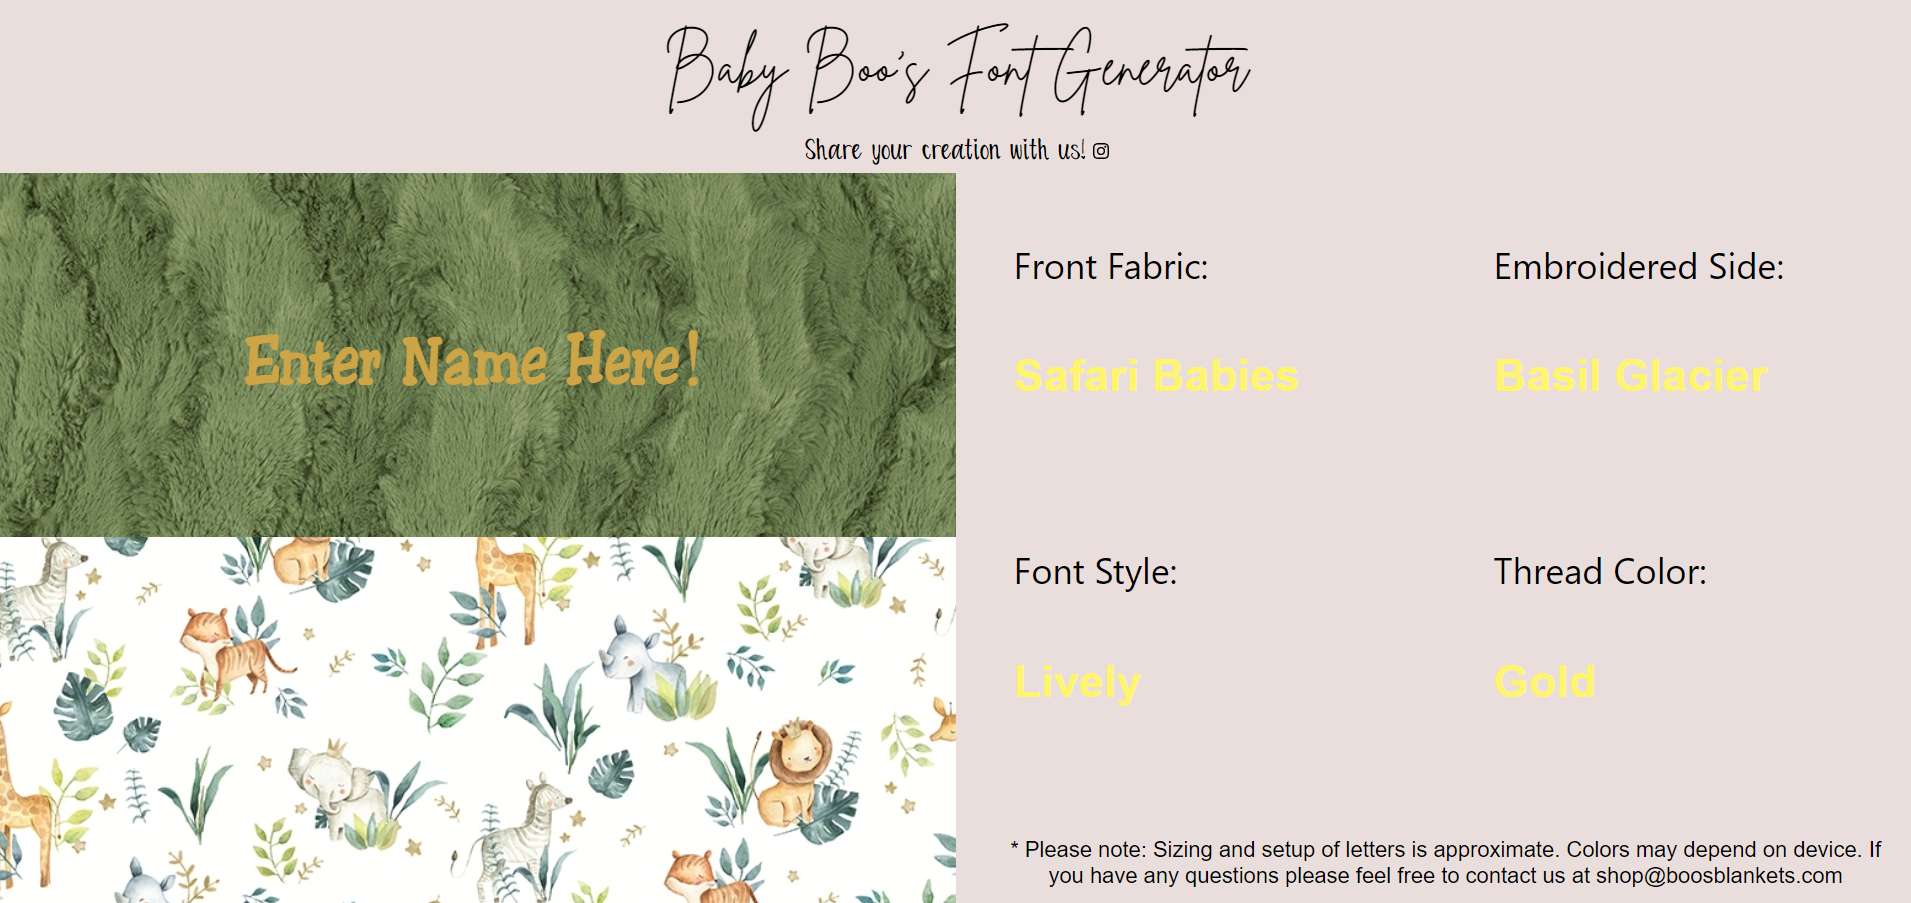 Baby Boo's Font Generator
Share your creation with us!
Enter Name Here!
Front Fabric:
Safari Babies
Embroidered Side:
Basil Glacier
Font Style:
Lively
Thread Color:
Gold
* Please note: Sizing and setup of letters is approximate. Colors may depend on device. If
you have any questions please feel free to contact us at shop@boosblankets.com